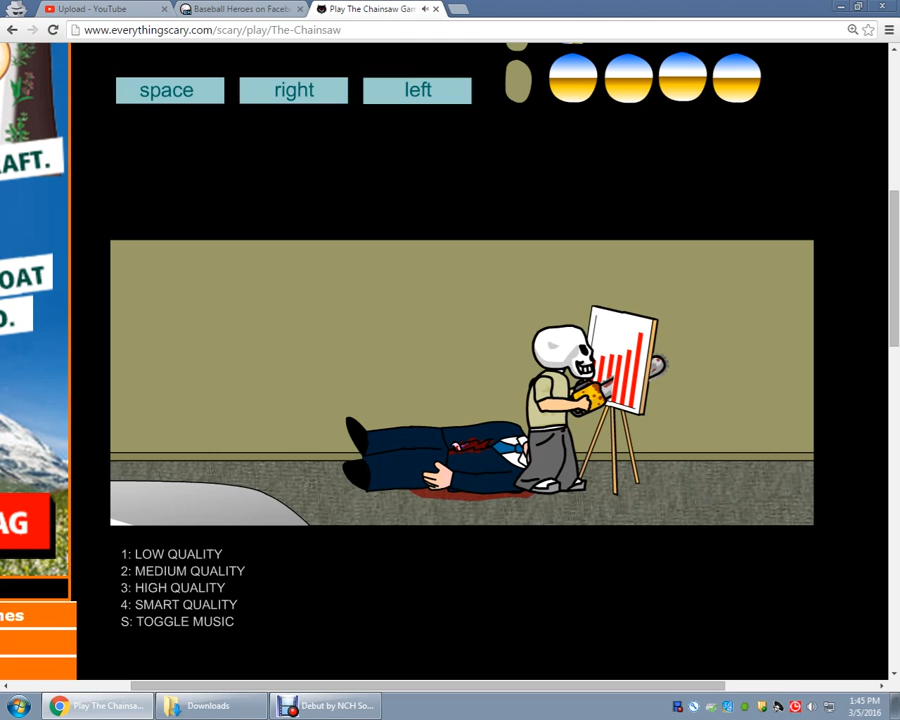 Upload - YouTube
Baseball Heroes on Faceb
Play The Chainsaw Gam
www.everythingscary.com/scary/play/The-Chainsaw
space right left
AFT.
OAT
O.
AG
nes
1: LOW QUALITY
2: MEDIUM QUALITY
3: HIGH QUALITY
4: SMART QUALITY
S: TOGGLE MUSIC
Play The Chainsa...
Downloads
Debut by NCH So...
1:45 PM
3/5/2016